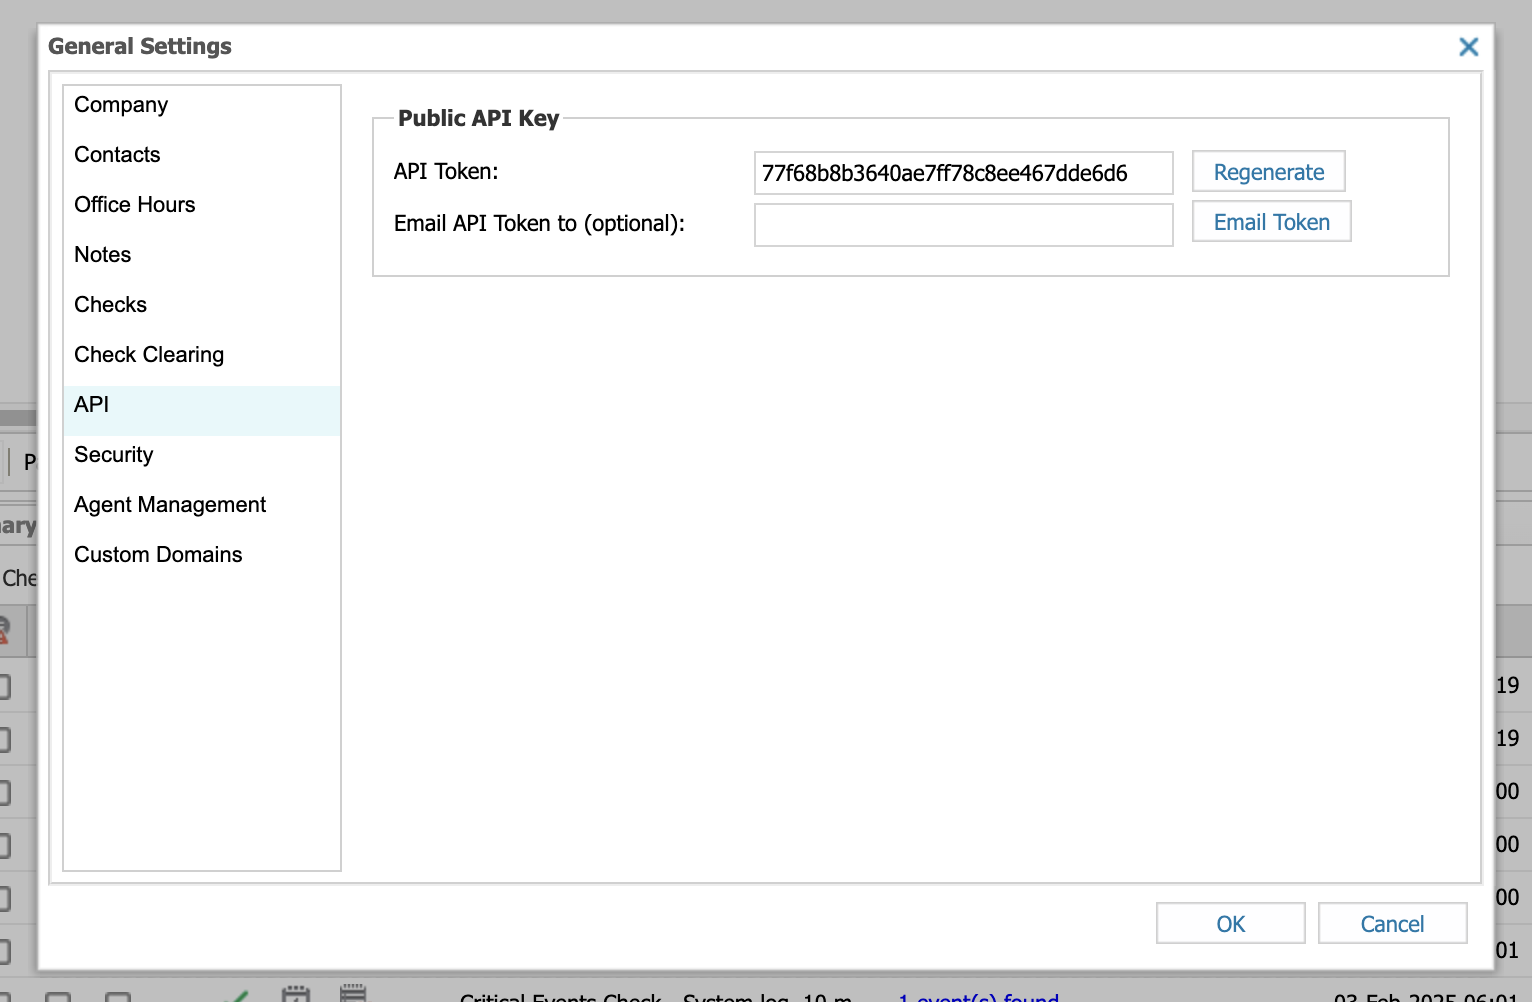 General Settings
Company
Contacts
Office Hours
Notes
Checks
Check Clearing
API
Security
Agent Management
Custom Domains
Public API Key
API Token:
77f68b8b3640ae7ff78c8ee467dde6d6
Regenerate
Email API Token to (optional):
Email Token
OK
Cancel
19
19
00
00
00
01
Critical Events Check - System log, 10 m
1 event(s) found
03-Feb-2025 06:01